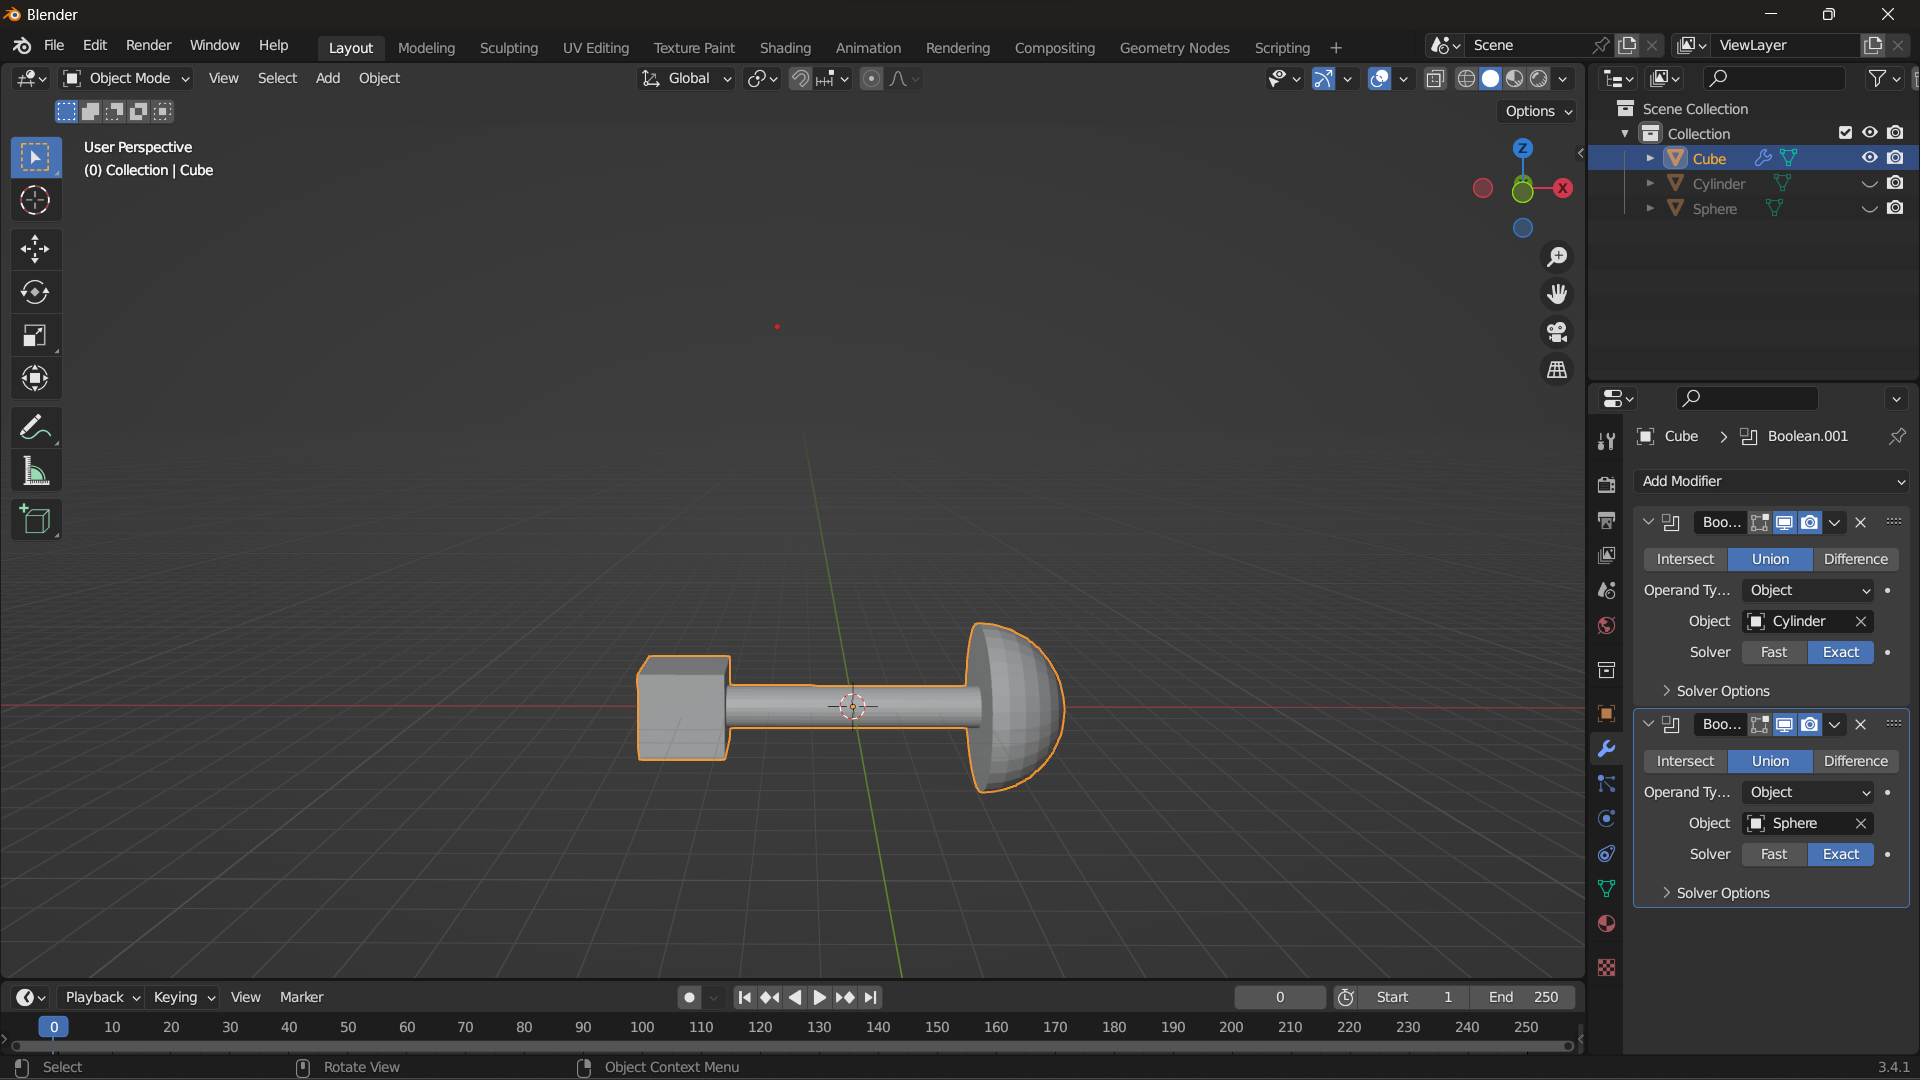 Blender
File Edit Render Window Help Layout Modeling Sculpting UV Editing Texture Paint Shading Animation Rendering Compositing Geometry Nodes Scripting + Scene ViewLayer
Object Mode View Select Add Object Global
Options
User Perspective
(0) Collection | Cube
Z
X
Scene Collection
Collection
Cube
Cylinder
Sphere
Cube > Boolean.001
Add Modifier
Boo...
Intersect Union Difference
Operand Ty... Object
Object Cylinder
Solver Fast Exact
Solver Options
Boo...
Intersect Union Difference
Operand Ty... Object
Object Sphere
Solver Fast Exact
Solver Options
Playback Keying View Marker 0 Start 1 End 250
0 10 20 30 40 50 60 70 80 90 100 110 120 130 140 150 160 170 180 190 200 210 220 230 240 250
Select Rotate View Object Context Menu 3.4.1